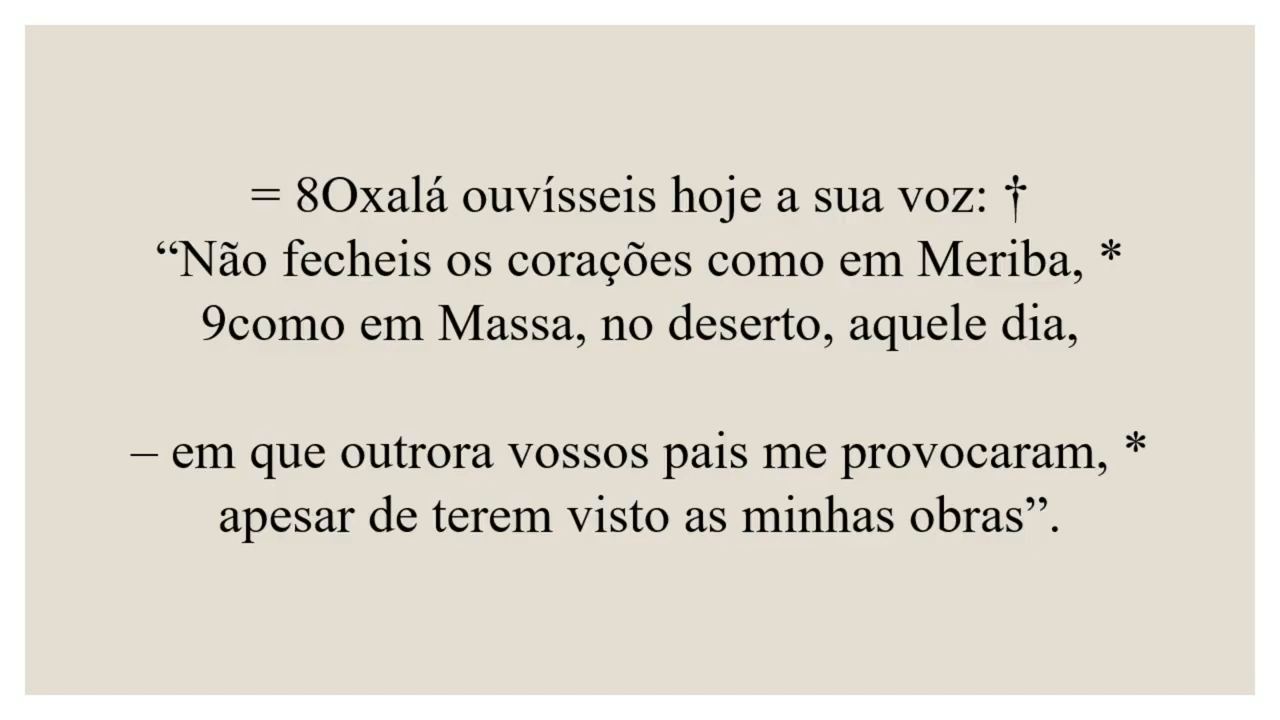 = 8Oxalá ouvísseis hoje a sua voz: †
“Não fecheis os corações como em Meriba, *
9como em Massa, no deserto, aquele dia,
– em que outrora vossos pais me provocaram, *
apesar de terem visto as minhas obras”.